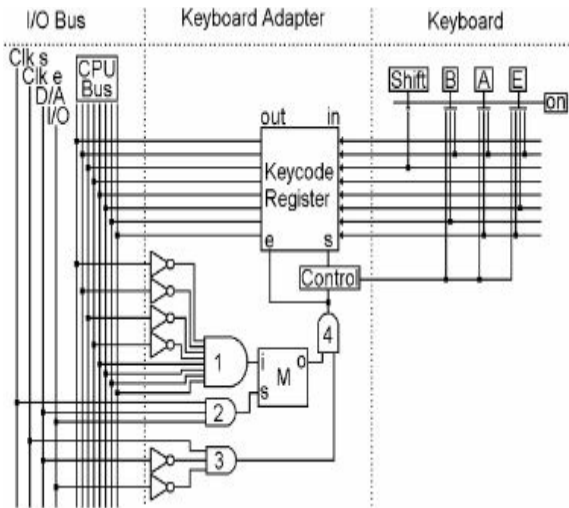 I/O Bus
Keyboard Adapter
Keyboard
Clk s
Clk e
D/A
I/O
CPU
Bus
Shift
B
A
E
on
out
in
Keycode
Register
e
s
Control
4
1
i
o
M
s
2
3